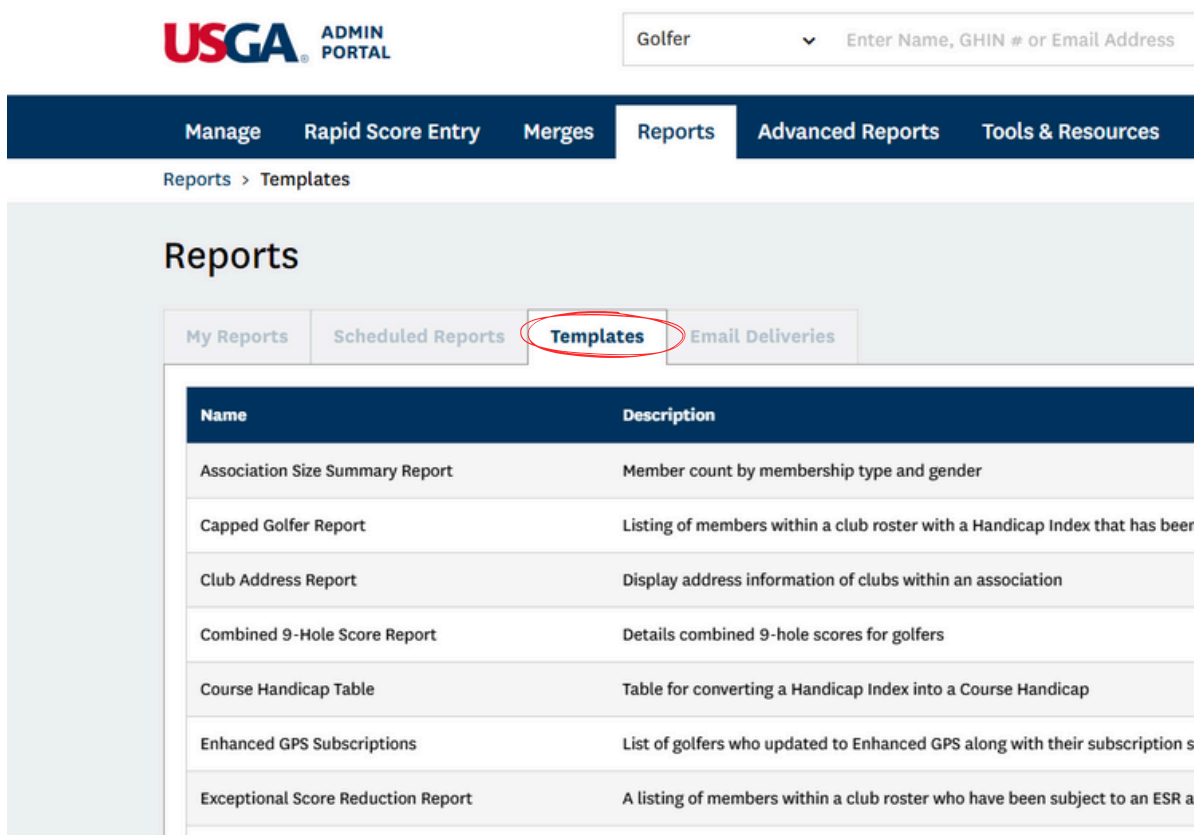 USGA® ADMIN
PORTAL
Golfer
Enter Name, GHIN # or Email Address
Manage Rapid Score Entry Merges Reports Advanced Reports Tools & Resources
Reports > Templates
Reports
My Reports Scheduled Reports Templates Email Deliveries
Name Description
Association Size Summary Report Member count by membership type and gender
Capped Golfer Report Listing of members within a club roster with a Handicap Index that has been
Club Address Report Display address information of clubs within an association
Combined 9-Hole Score Report Details combined 9-hole scores for golfers
Course Handicap Table Table for converting a Handicap Index into a Course Handicap
Enhanced GPS Subscriptions List of golfers who updated to Enhanced GPS along with their subscription s
Exceptional Score Reduction Report A listing of members within a club roster who have been subject to an ESR a